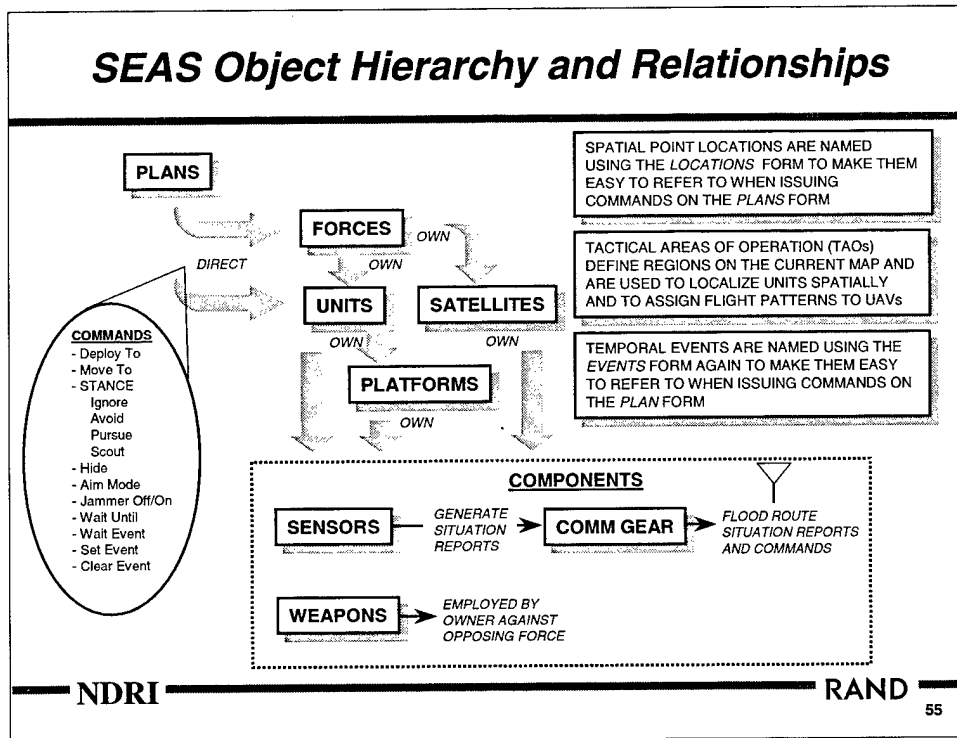 SEAS Object Hierarchy and Relationships
PLANS
DIRECT
FORCES
OWN
OWN
UNITS
SATELLITES
OWN
OWN
PLATFORMS
OWN
SPATIAL POINT LOCATIONS ARE NAMED
USING THE LOCATIONS FORM TO MAKE THEM
EASY TO REFER TO WHEN ISSUING
COMMANDS ON THE PLANS FORM
TACTICAL AREAS OF OPERATION (TAOs)
DEFINE REGIONS ON THE CURRENT MAP AND
ARE USED TO LOCALIZE UNITS SPATIALLY
AND TO ASSIGN FLIGHT PATTERNS TO UAVs
TEMPORAL EVENTS ARE NAMED USING THE
EVENTS FORM AGAIN TO MAKE THEM EASY
TO REFER TO WHEN ISSUING COMMANDS ON
THE PLAN FORM
COMMANDS
- Deploy To
- Move To
- STANCE
Ignore
Avoid
Pursue
Scout
- Hide
- Aim Mode
- Jammer Off/On
- Wait Until
- Wait Event
- Set Event
- Clear Event
COMPONENTS
SENSORS
GENERATE
SITUATION
REPORTS
COMM GEAR
FLOOD ROUTE
SITUATION REPORTS
AND COMMANDS
WEAPONS
EMPLOYED BY
OWNER AGAINST
OPPOSING FORCE
NDRI
RAND
55